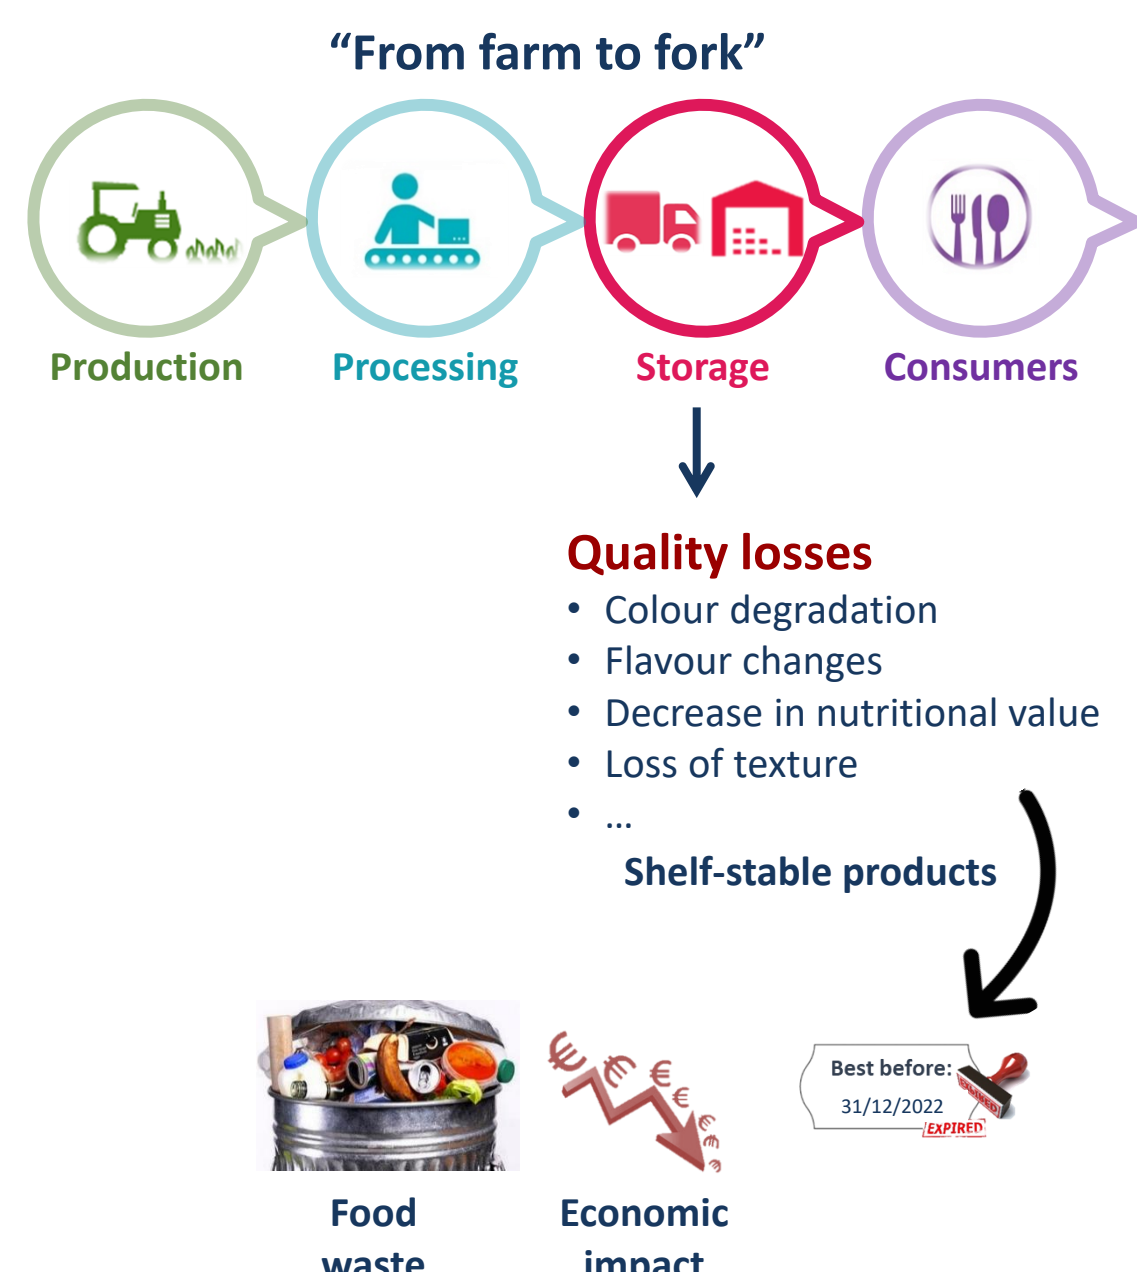 “From farm to fork”
Production
Processing
Storage
Consumers
Quality losses
• Colour degradation
• Flavour changes
• Decrease in nutritional value
• Loss of texture
• ...
Shelf-stable products
Best before:
31/12/2022
EXPIRED
EXPIRED
Food
waste
Economic
impact